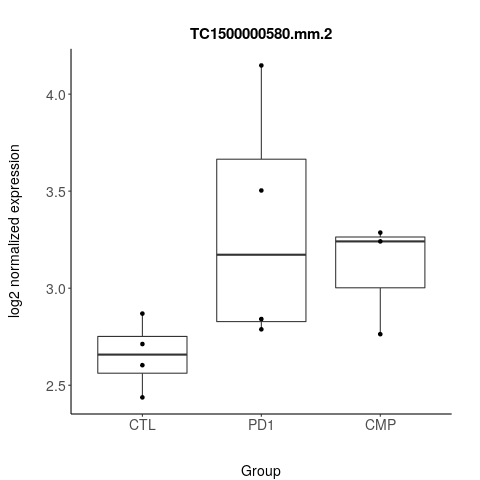 TC1500000580.mm.2
log2 normalized expression
4.0
3.5
3.0
2.5
CTL PD1 CMP
Group